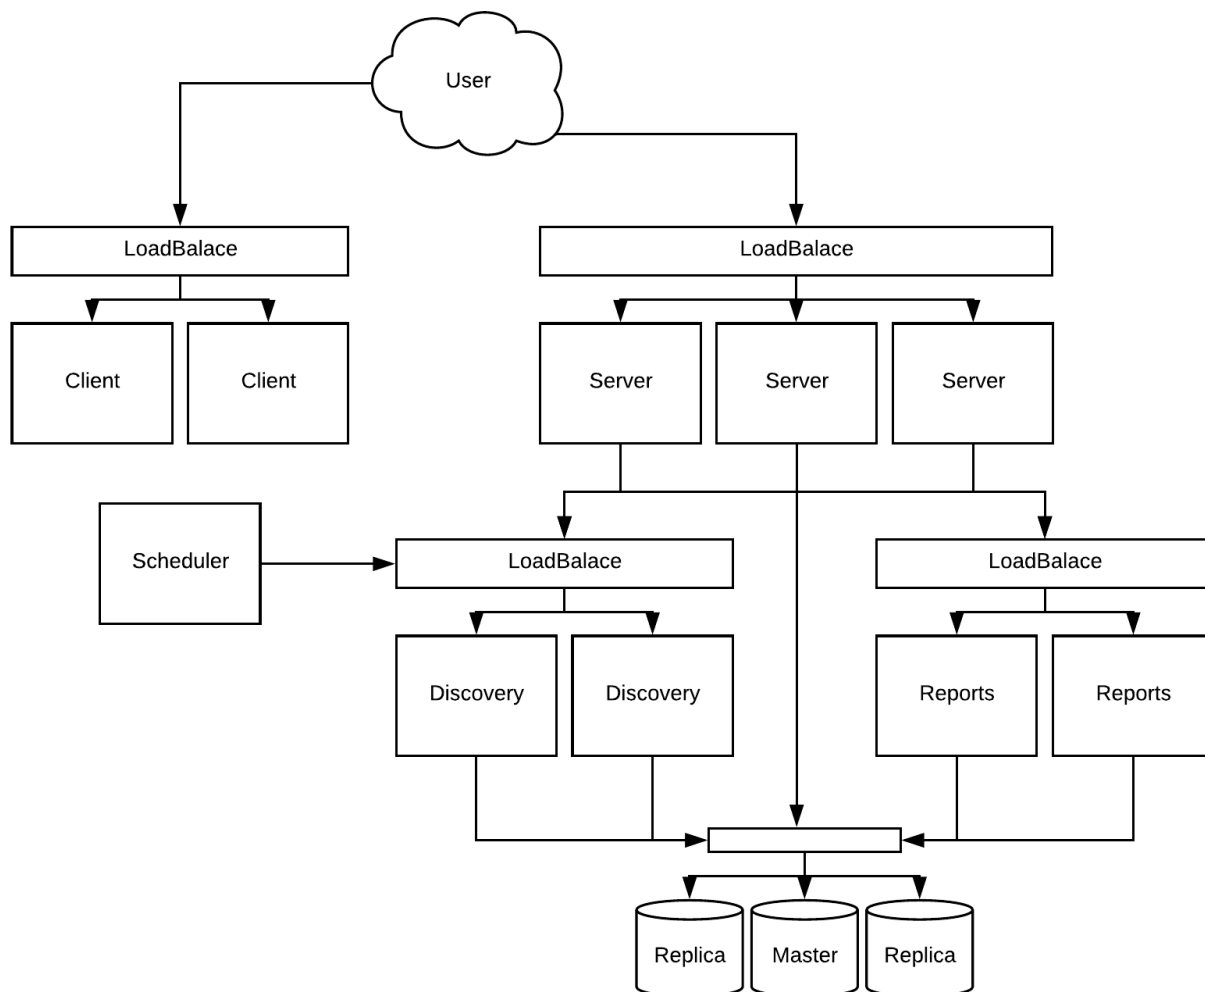 User
LoadBalace
LoadBalace
Client
Client
Server
Server
Server
Scheduler
LoadBalace
LoadBalace
Discovery
Discovery
Reports
Reports
Replica
Master
Replica